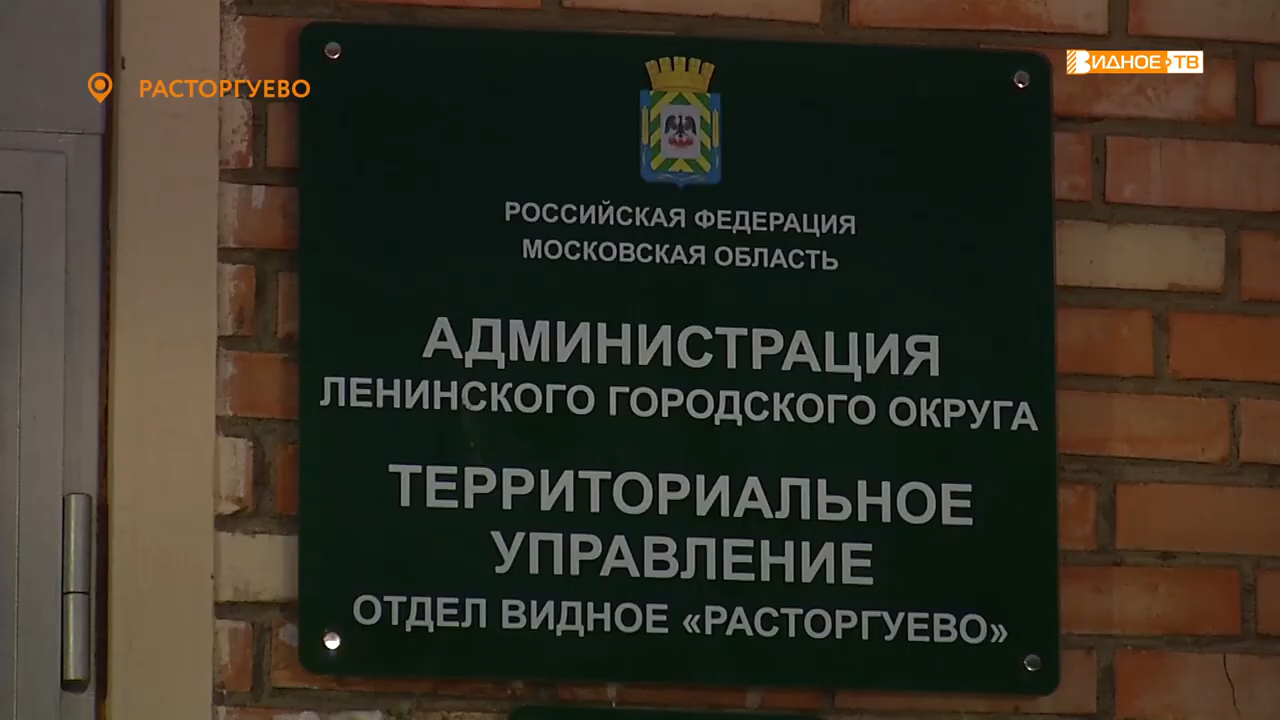 РАСТОРГУЕВО
ВИДНОЕ ТВ
РОССИЙСКАЯ ФЕДЕРАЦИЯ
МОСКОВСКАЯ ОБЛАСТЬ
АДМИНИСТРАЦИЯ
ЛЕНИНСКОГО ГОРОДСКОГО ОКРУГА
ТЕРРИТОРИАЛЬНОЕ
УПРАВЛЕНИЕ
ОТДЕЛ ВИДНОЕ «РАСТОРГУЕВО»